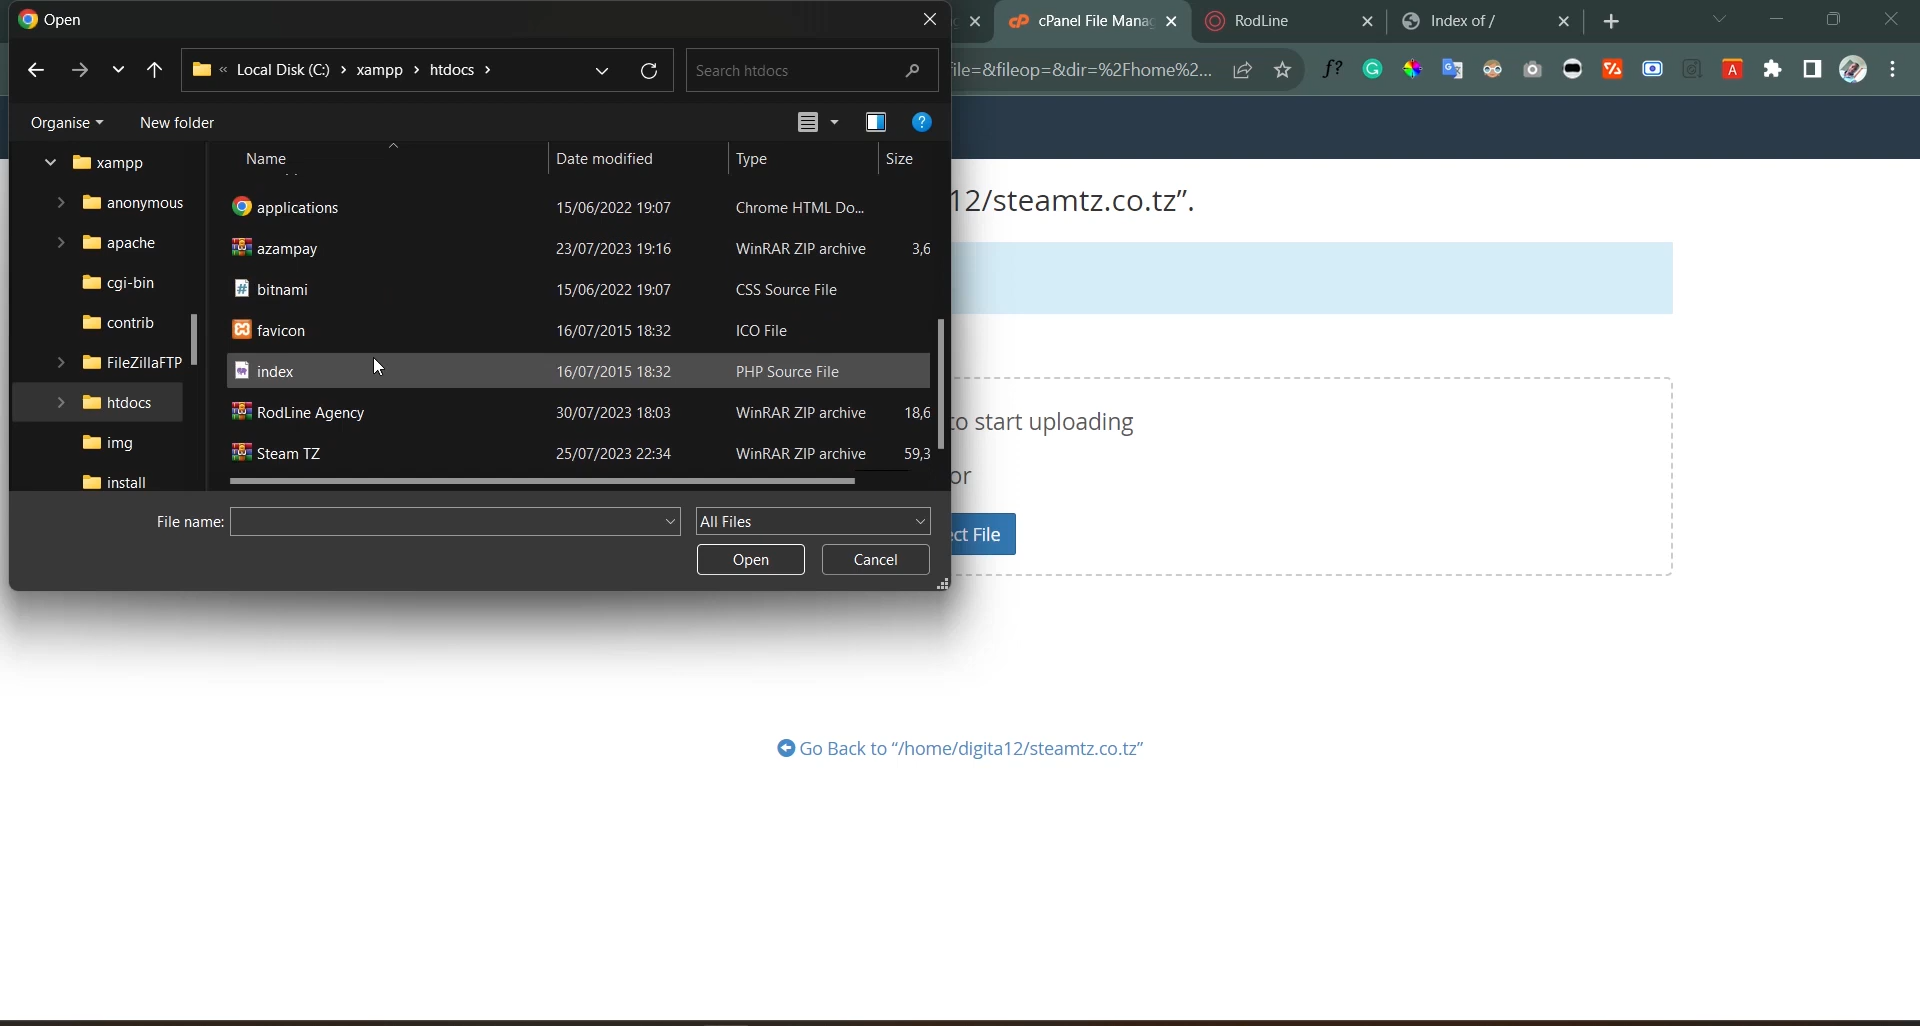 Open
cPanel File Manag
RodLine
Index of /
« Local Disk (C:) › xampp › htdocs ›
Search htdocs
file=&fileop=&dir=%2Fhome%2...
Organise
New folder
xampp
anonymous
apache
cgi-bin
contrib
FileZillaFTP
htdocs
img
install
Name Date modified Type Size
applications 15/06/2022 19:07 Chrome HTML Do...
azampay 23/07/2023 19:16 WinRAR ZIP archive 3,6
bitnami 15/06/2022 19:07 CSS Source File
favicon 16/07/2015 18:32 ICO File
index 16/07/2015 18:32 PHP Source File
RodLine Agency 30/07/2023 18:03 WinRAR ZIP archive 18,6
Steam TZ 25/07/2023 22:34 WinRAR ZIP archive 59,3
File name:
All Files
Open
Cancel
12/steamtz.co.tz”.
to start uploading
or
ct File
Go Back to “/home/digita12/steamtz.co.tz”